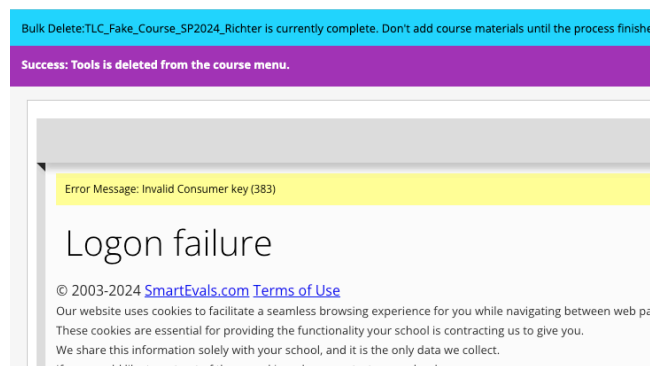 Bulk Delete:TLC_Fake_Course_SP2024_Richter is currently complete. Don't add course materials until the process finishe
Success: Tools is deleted from the course menu.
Error Message: Invalid Consumer key (383)
Logon failure
© 2003-2024 SmartEvals.com Terms of Use
Our website uses cookies to facilitate a seamless browsing experience for you while navigating between web pa
These cookies are essential for providing the functionality your school is contracting us to give you.
We share this information solely with your school, and it is the only data we collect.